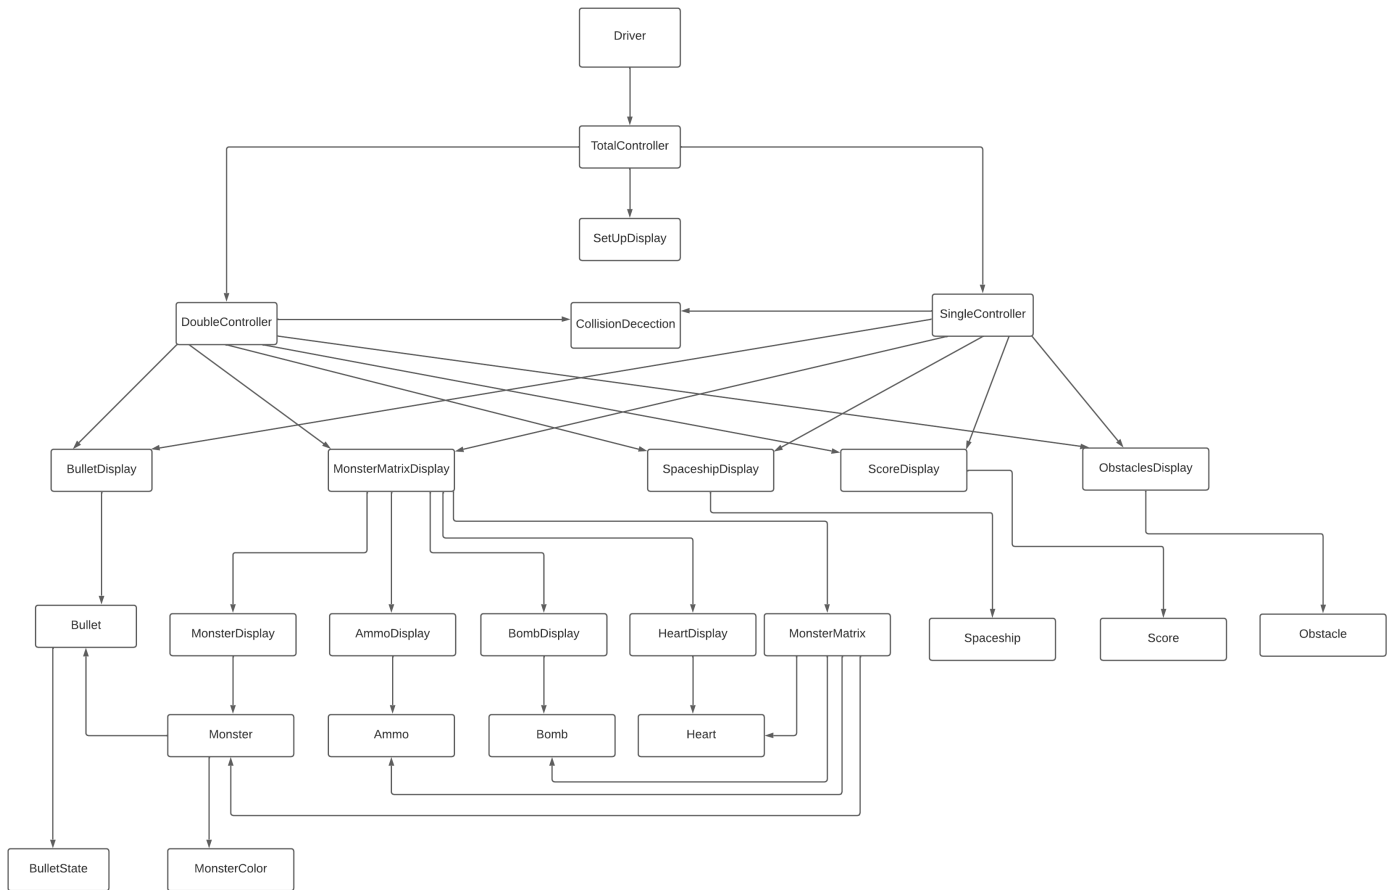 Driver
TotalController
SetUpDisplay
DoubleController
CollisionDecection
SingleController
BulletDisplay
MonsterMatrixDisplay
SpaceshipDisplay
ScoreDisplay
ObstaclesDisplay
Bullet
MonsterDisplay
AmmoDisplay
BombDisplay
HeartDisplay
MonsterMatrix
Spaceship
Score
Obstacle
Monster
Ammo
Bomb
Heart
BulletState
MonsterColor